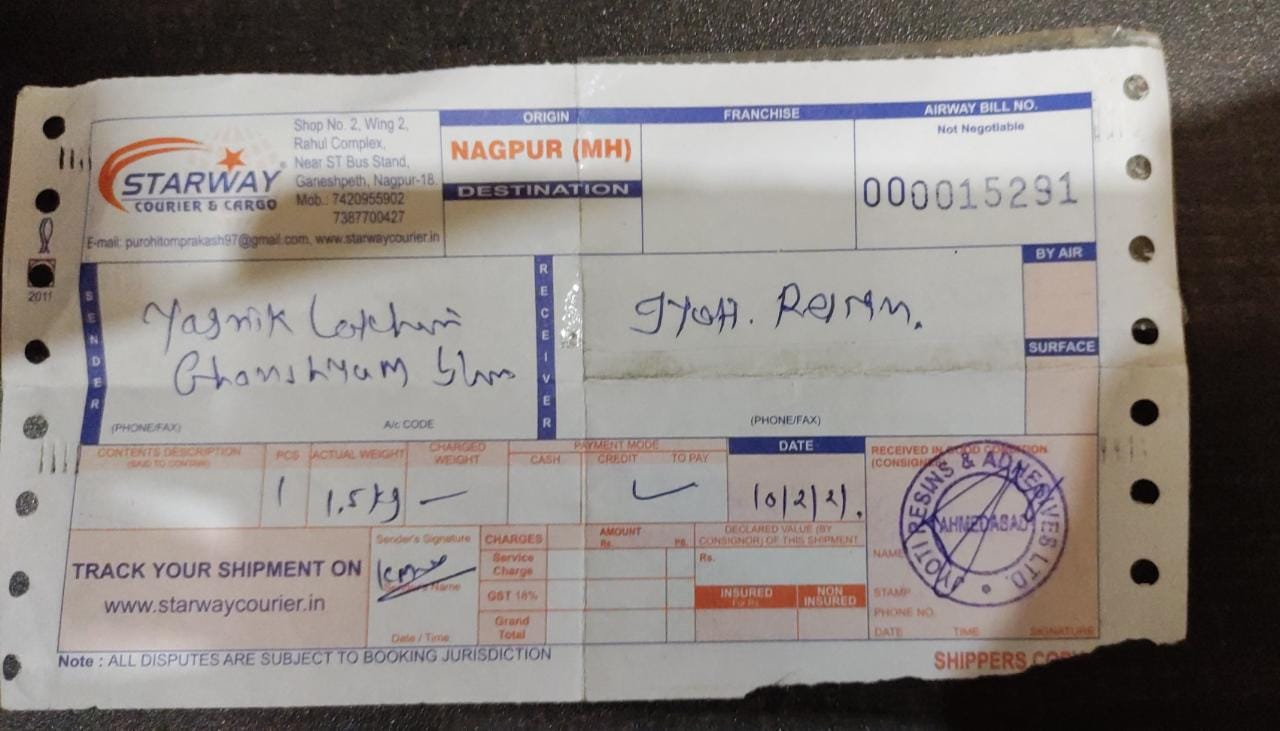 STARWAY
COURIER & CARGO
Shop No. 2, Wing 2,
Rahul Complex,
Near ST Bus Stand,
Ganeshpeth, Nagpur-18.
Mob.: 7420955902
7387700427
E-mail: purohitomprakash97@gmail.com, www.starwaycourier.in
ORIGIN
NAGPUR (MH)
DESTINATION
FRANCHISE
AIRWAY BILL NO.
Not Negotiable
000015291
2011
SENDER
Yagnik
Ghanshyam
(PHONE/FAX) A/c CODE
RECEIVER
Jyoti. Resin.
(PHONE/FAX)
BY AIR
SURFACE
CONTENTS DESCRIPTION
(SAID TO CONTAIN)
PCS
1
ACTUAL WEIGHT
1.5 kg
CHARGED
WEIGHT
—
PAYMENT MODE
CASH CREDIT TO PAY
DATE
10/2/21.
RECEIVED IN GOOD CONDITION
(CONSIGN
JYOTI RESINS & ADHESIVES LTD.
AHMEDABAD
NAME
STAMP
PHONE NO.
DATE TIME SIGNATURE
TRACK YOUR SHIPMENT ON
www.starwaycourier.in
Sender's Signature
Name
Date / Time
CHARGES
AMOUNT
Rs. PS.
Service
Charge
GST 18%
Grand
Total
DECLARED VALUE (BY
CONSIGNOR) OF THIS SHIPMENT
Rs.
INSURED
For Rs.
NON
INSURED
Note : ALL DISPUTES ARE SUBJECT TO BOOKING JURISDICTION
SHIPPERS COPY